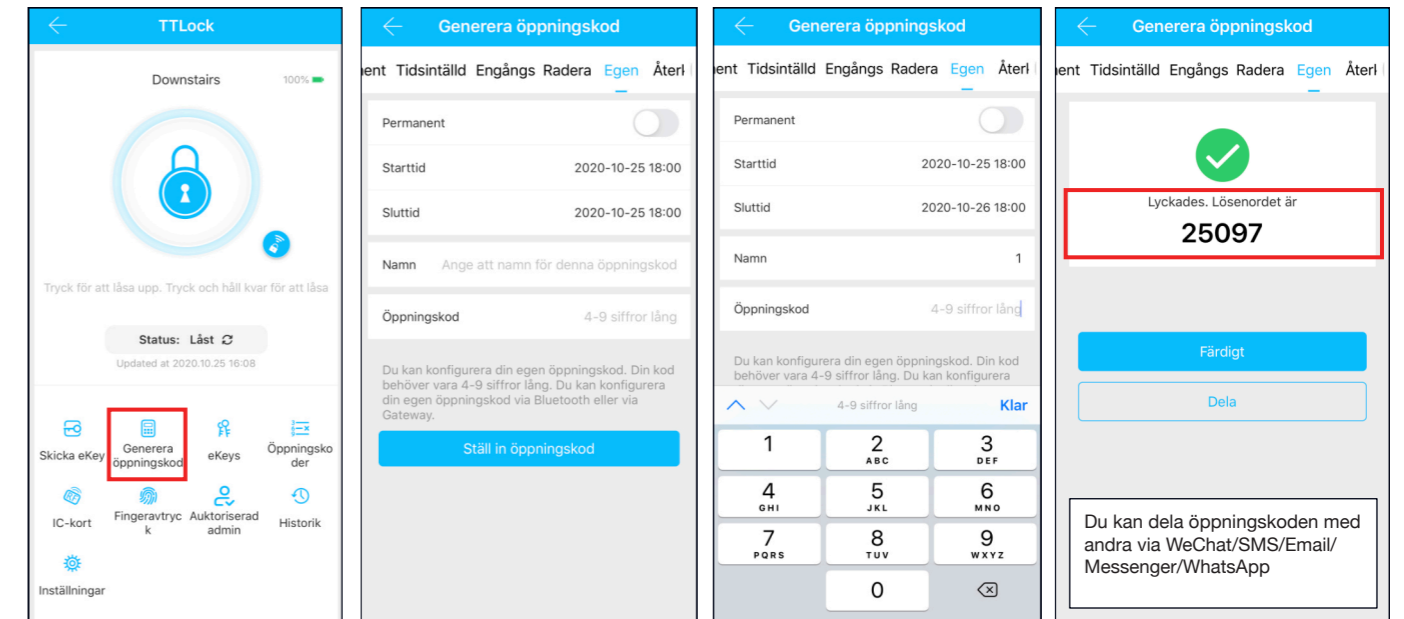 TTLock
Downstairs
100%
Tryck för att låsa upp. Tryck och håll kvar för att låsa
Status: Låst
Updated at 2020.10.25 16:08
Skicka eKey
Generera
öppningskod
eKeys
Öppningsko
der
IC-kort
Fingeravtryc
k
Auktoriserad
admin
Historik
Inställningar
Generera öppningskod
ent Tidsinställd Engångs Radera Egen Återk
Permanent
Starttid 2020-10-25 18:00
Sluttid 2020-10-25 18:00
Namn Ange att namn för denna öppningskod
Öppningskod 4-9 siffror lång
Du kan konfigurera din egen öppningskod. Din kod
behöver vara 4-9 siffror lång. Du kan konfigurera
din egen öppningskod via Bluetooth eller via
Gateway.
Ställ in öppningskod
Generera öppningskod
ent Tidsinställd Engångs Radera Egen Återk
Permanent
Starttid 2020-10-25 18:00
Sluttid 2020-10-26 18:00
Namn 1
Öppningskod 4-9 siffror lång
Du kan konfigurera din egen öppningskod. Din kod
behöver vara 4-9 siffror lång. Du kan konfigurera
4-9 siffror lång Klar
1 2 3
ABC DEF
4 5 6
GHI JKL MNO
7 8 9
PQRS TUV WXYZ
0
Generera öppningskod
ent Tidsinställd Engångs Radera Egen Återk
Lyckades. Lösenordet är
25097
Färdigt
Dela
Du kan dela öppningskoden med
andra via WeChat/SMS/Email/
Messenger/WhatsApp